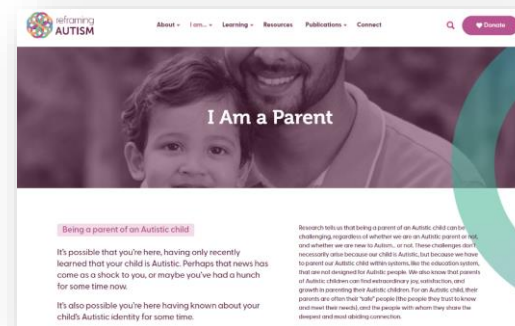 reframing
AUTISM
About
I am...
Learning
Resources
Publications
Connect
Donate
I Am a Parent
Being a parent of an Autistic child
It's possible that you're here, having only recently
learned that your child is Autistic. Perhaps that news has
come as a shock to you, or maybe you've had a hunch
for some time now.
It's also possible you're here having known about your
child's Autistic identity for some time.
Research tells us that being a parent of an Autistic child can be
challenging, regardless of whether we are an Autistic parent or not,
and whether we are new to Autism... or not. These challenges don't
necessarily arise because our child is Autistic, but because we have
to parent our Autistic child within systems, like the education system,
that are not designed for Autistic people. We also know that parents
of Autistic children can find extraordinary joy, satisfaction, and
growth in parenting their Autistic children. For an Autistic child, their
parents are often their "safe" people (the people they trust to know
and meet their needs), and the people with whom they share the
deepest and most abiding connection.